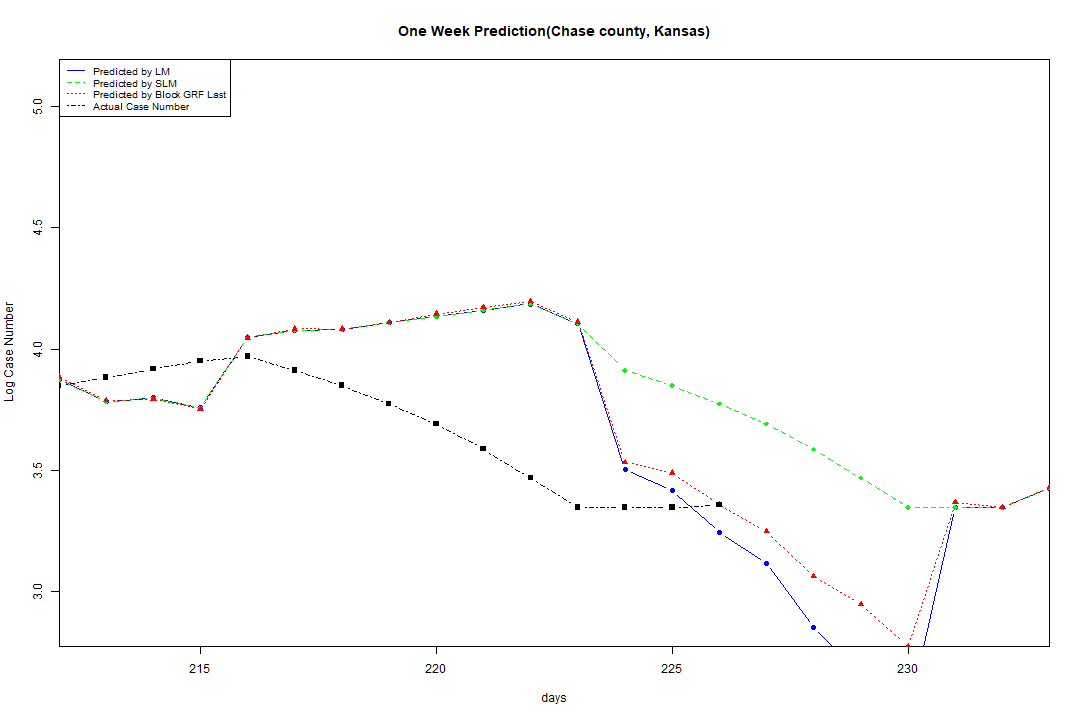 One Week Prediction(Chase county, Kansas)
Predicted by LM
Predicted by SLM
Predicted by Block GRF Last
Actual Case Number
5.0
4.5
4.0
3.5
3.0
Log Case Number
215
220
225
230
days